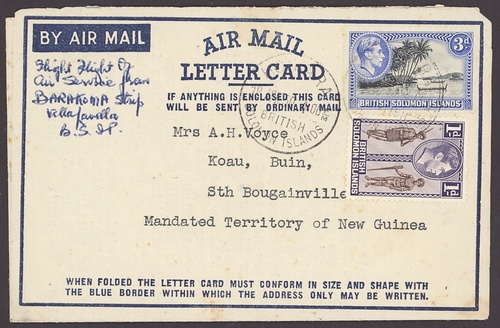 BY AIR MAIL
Flight of
Air Service from
BARAKOMA Strip
Vella Lavella
B.S.I.P.
AIR MAIL
LETTER CARD
IF ANYTHING IS ENCLOSED THIS CARD
WILL BE SENT BY ORDINARY MAIL.
BRITISH
SOLOMON ISLANDS
3d
BRITISH SOLOMON ISLANDS
1d
BRITISH
SOLOMON ISLANDS
1d
Mrs A.H.Voyce
Koau, Buin,
Sth Bougainville
Mandated Territory of New Guinea
WHEN FOLDED THE LETTER CARD MUST CONFORM IN SIZE AND SHAPE WITH
THE BLUE BORDER WITHIN WHICH THE ADDRESS ONLY MAY BE WRITTEN.